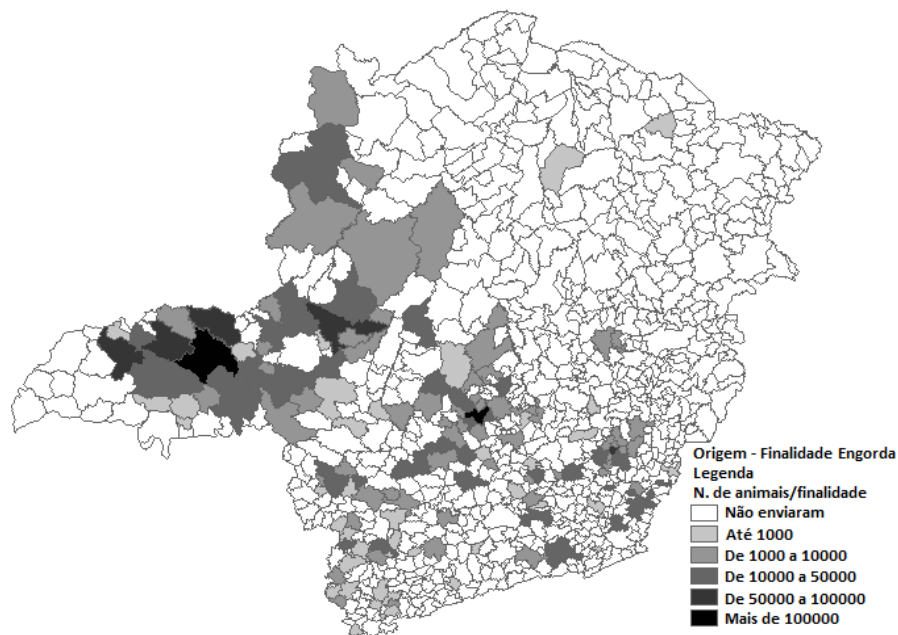 Origem - Finalidade Engorda
Legenda
N. de animais/finalidade
Não enviaram
Até 1000
De 1000 a 10000
De 10000 a 50000
De 50000 a 100000
Mais de 100000